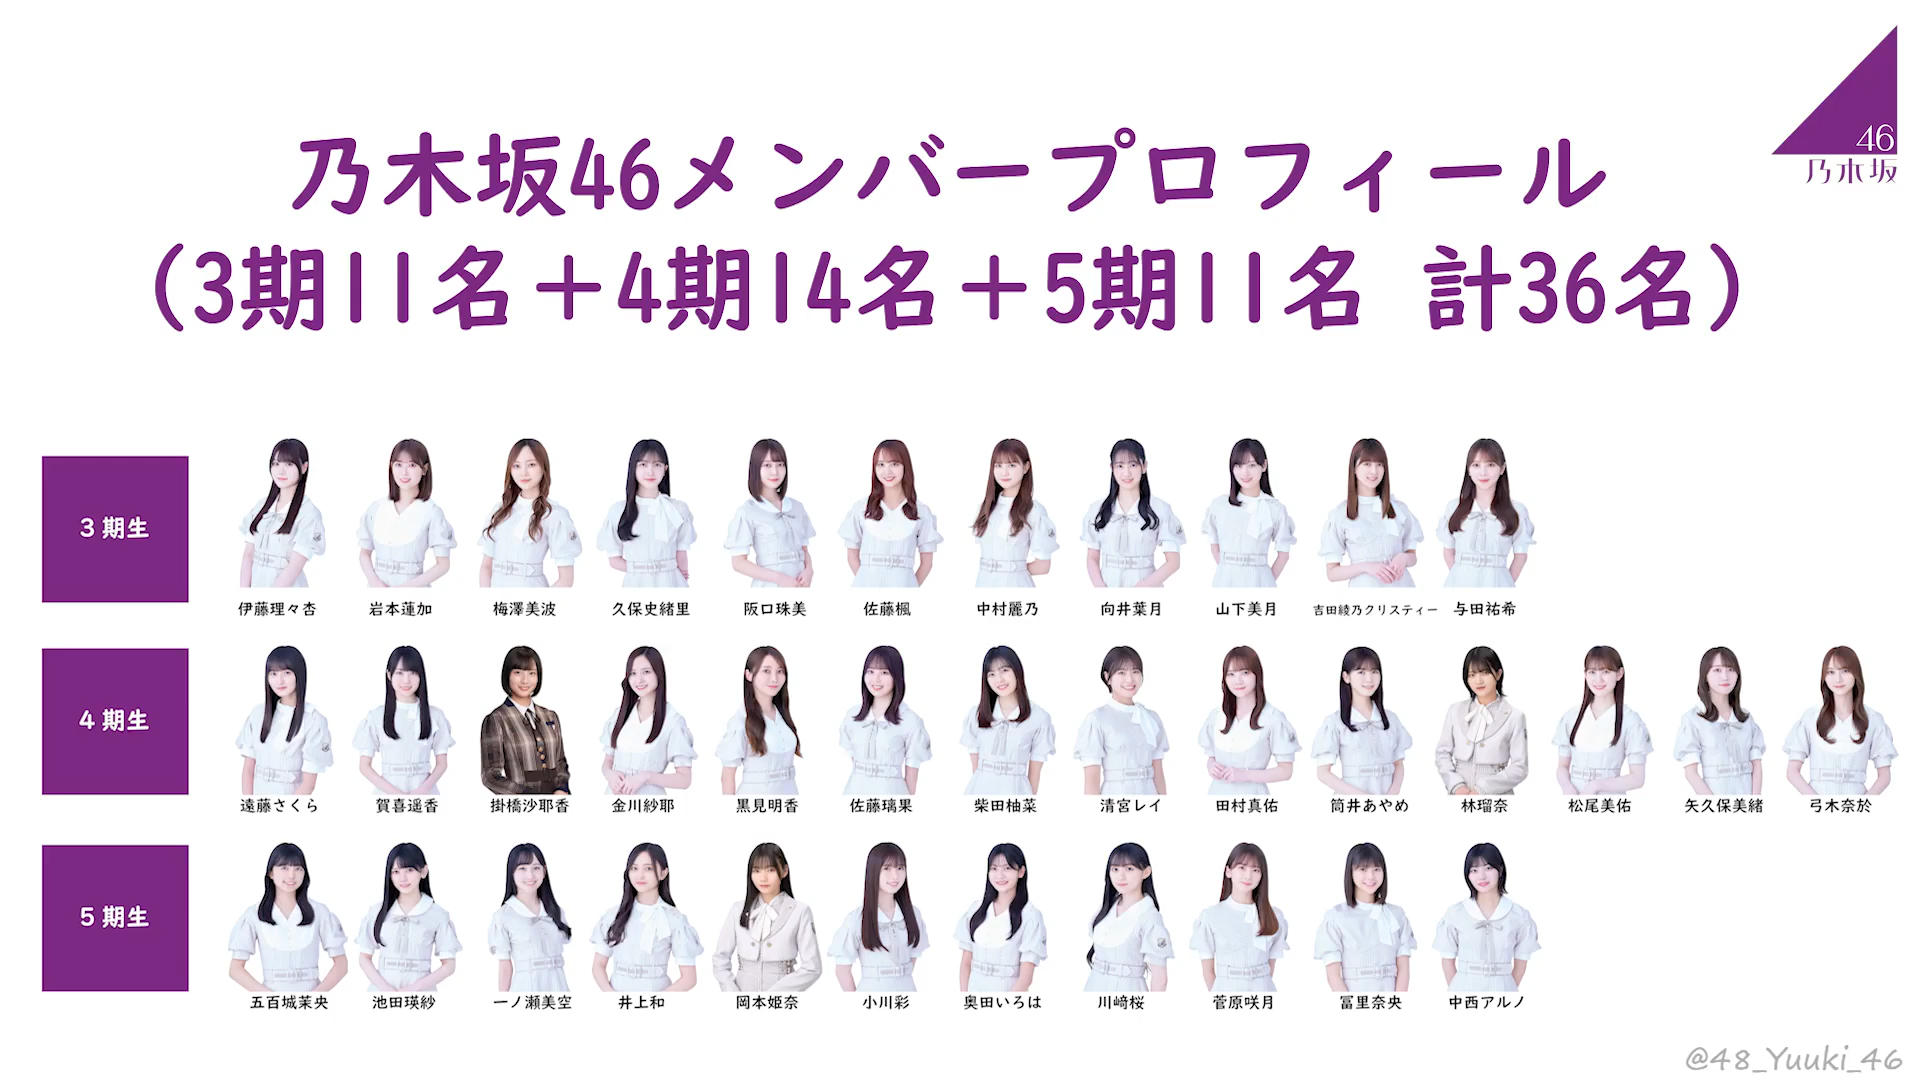 46
乃木坂
乃木坂46メンバープロフィール
（3期11名＋4期14名＋5期11名 計36名）
3期生
伊藤理々杏 岩本蓮加 梅澤美波 久保史緒里 阪口珠美 佐藤楓 中村麗乃 向井葉月 山下美月 吉田綾乃クリスティー 与田祐希
4期生
遠藤さくら 賀喜遥香 掛橋沙耶香 金川紗耶 黒見明香 佐藤璃果 柴田柚菜 清宮レイ 田村真佑 筒井あやめ 林瑠奈 松尾美佑 矢久保美緒 弓木奈於
5期生
五百城茉央 池田瑛紗 一ノ瀬美空 井上和 岡本姫奈 小川彩 奥田いろは 川﨑桜 菅原咲月 冨里奈央 中西アルノ
@48_Yuuki_46